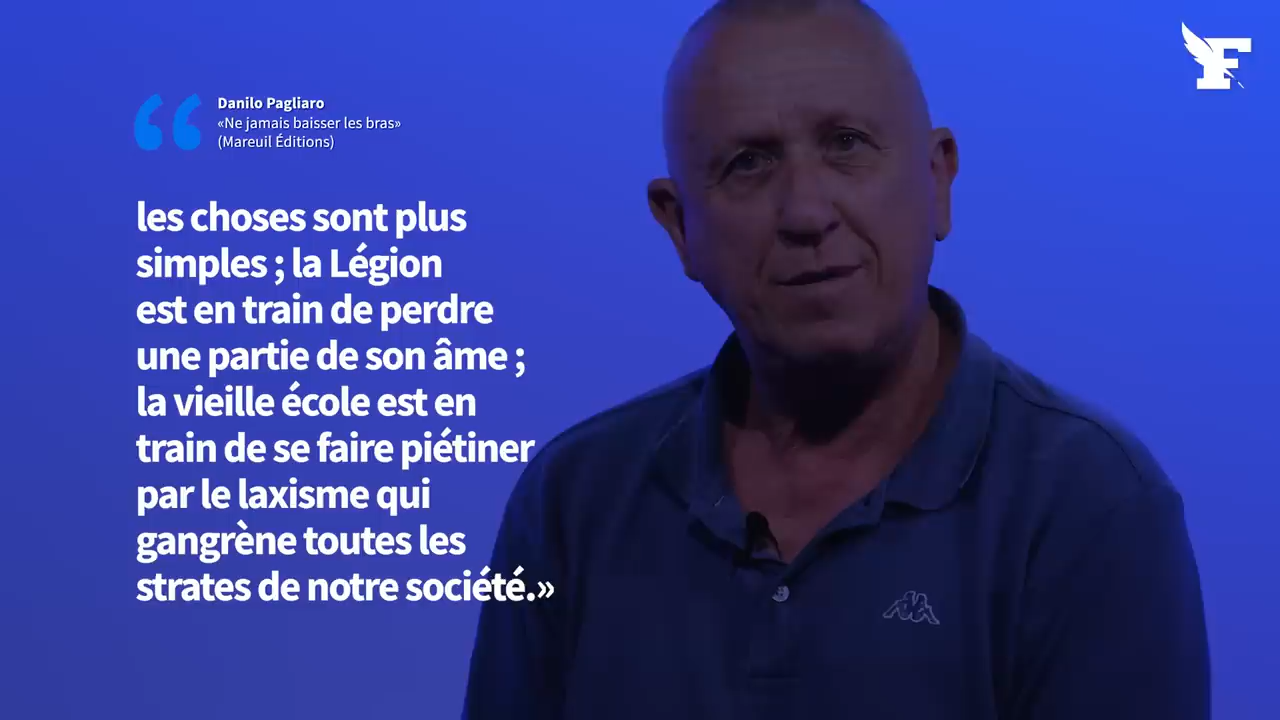 Danilo Pagliaro
«Ne jamais baisser les bras»
(Mareuil Éditions)
les choses sont plus
simples ; la Légion
est en train de perdre
une partie de son âme ;
la vieille école est en
train de se faire piétiner
par le laxisme qui
gangrène toutes les
strates de notre société.»
F